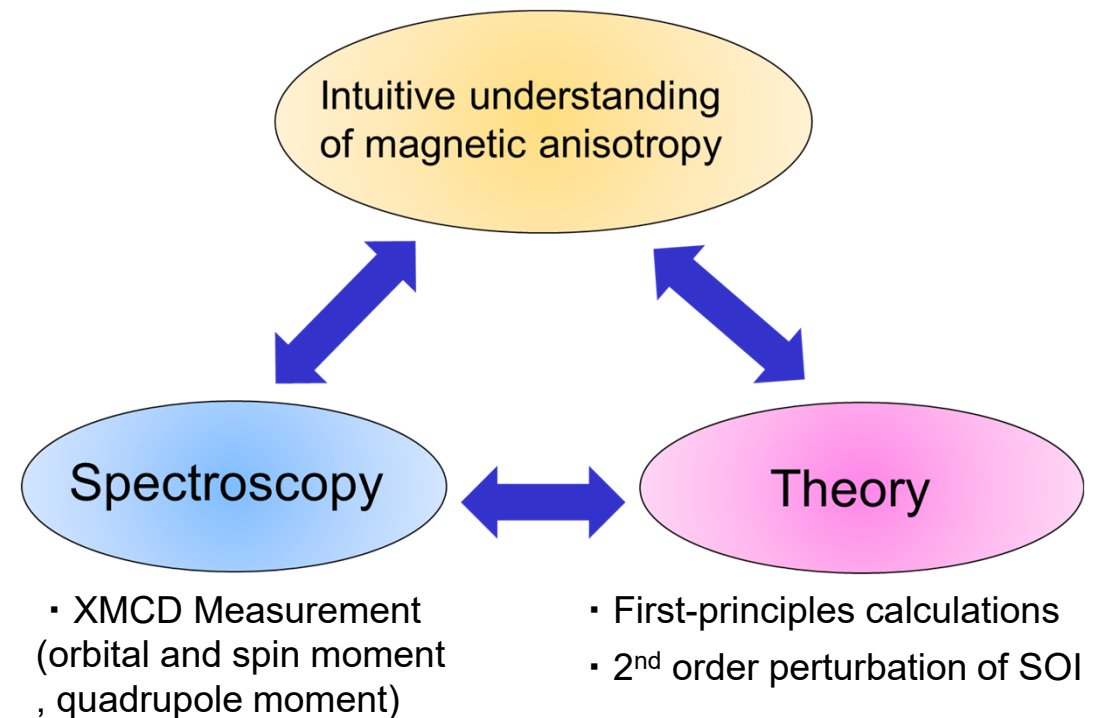 Intuitive understanding
of magnetic anisotropy
Spectroscopy
Theory
・XMCD Measurement
(orbital and spin moment
, quadrupole moment)
・First-principles calculations
・2nd order perturbation of SOI